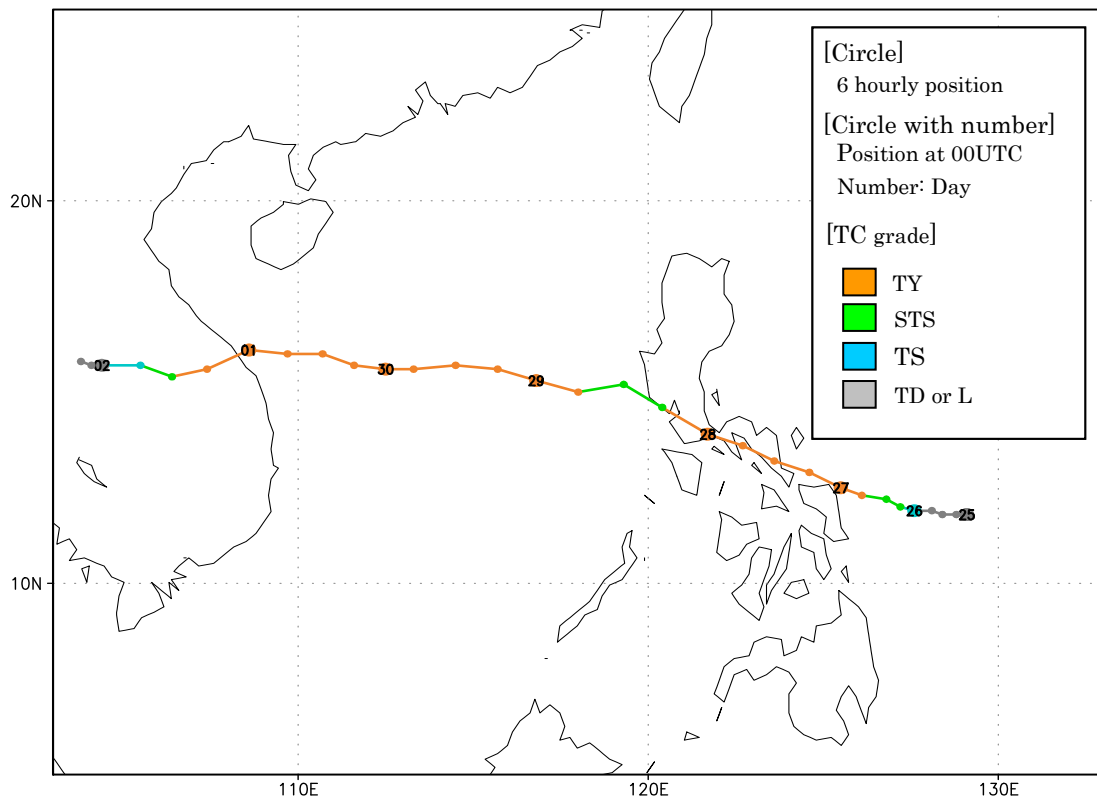 [Circle]
6 hourly position
[Circle with number]
Position at 00UTC
Number: Day
[TC grade]
TY
STS
TS
TD or L
20N
10N
110E
120E
130E
02
01
30
29
28
27
26
25